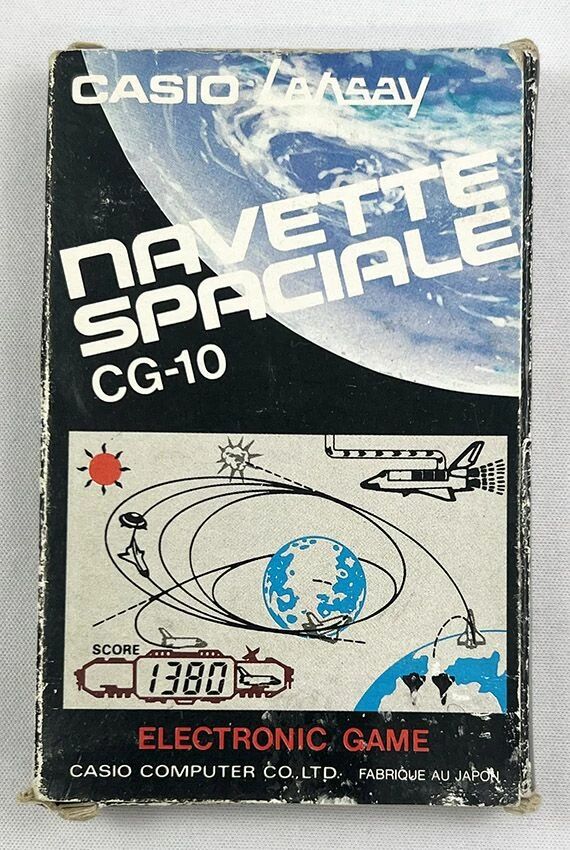 CASIO Lansay
NAVETTE
SPACIALE
CG-10
SCORE
1380
ELECTRONIC GAME
CASIO COMPUTER CO., LTD. FABRIQUE AU JAPON